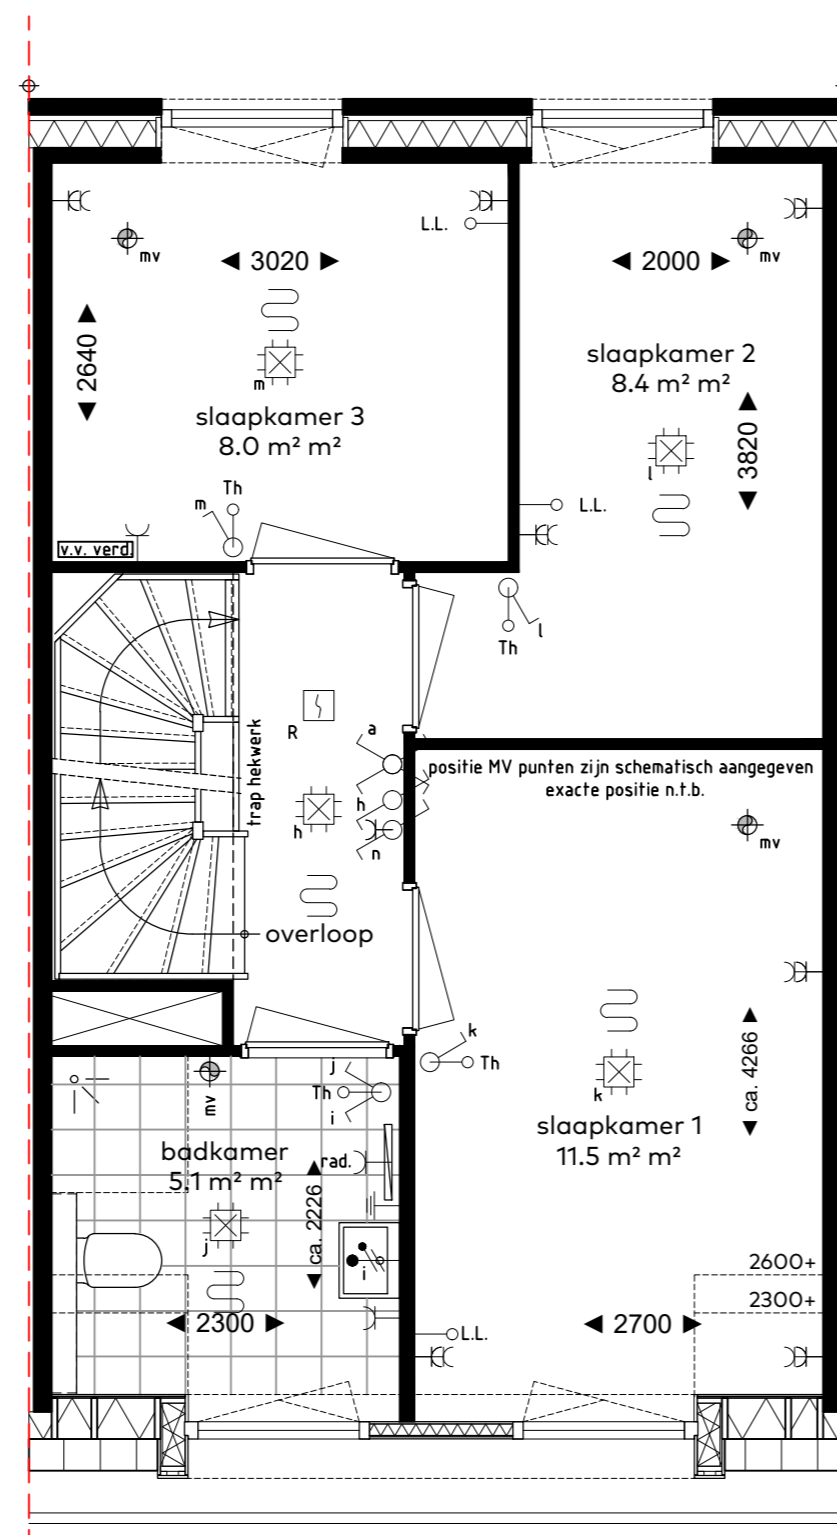 L.L.
mv
3020
2000
mv
2640
slaapkamer 2
8.4 m² m²
m
3820
slaapkamer 3
8.0 m² m²
l
Th
m
L.L.
v.v. verd.
l
Th
R
a
trap hekwerk
positie MV punten zijn schematisch aangegeven
exacte positie n.t.b.
h
h
mv
n
overloop
k
j
Th
Th
ca. 4266
k
i
mv
slaapkamer 1
11.5 m² m²
badkamer
5.1 m² m²
rad.
ca. 2226
j
i
2600+
2300+
2300
2700
L.L.